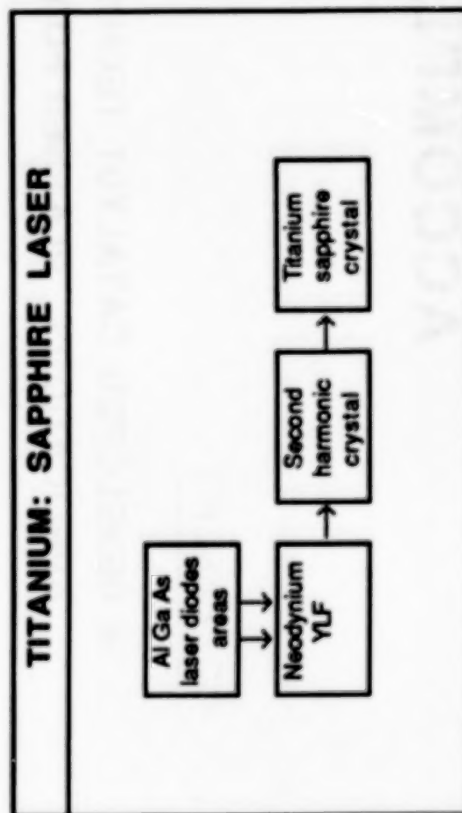 TITANIUM: SAPPHIRE LASER
Al Ga As
laser diodes
areas
Neodynium
YLF
Second
harmonic
crystal
Titanium
sapphire
crystal